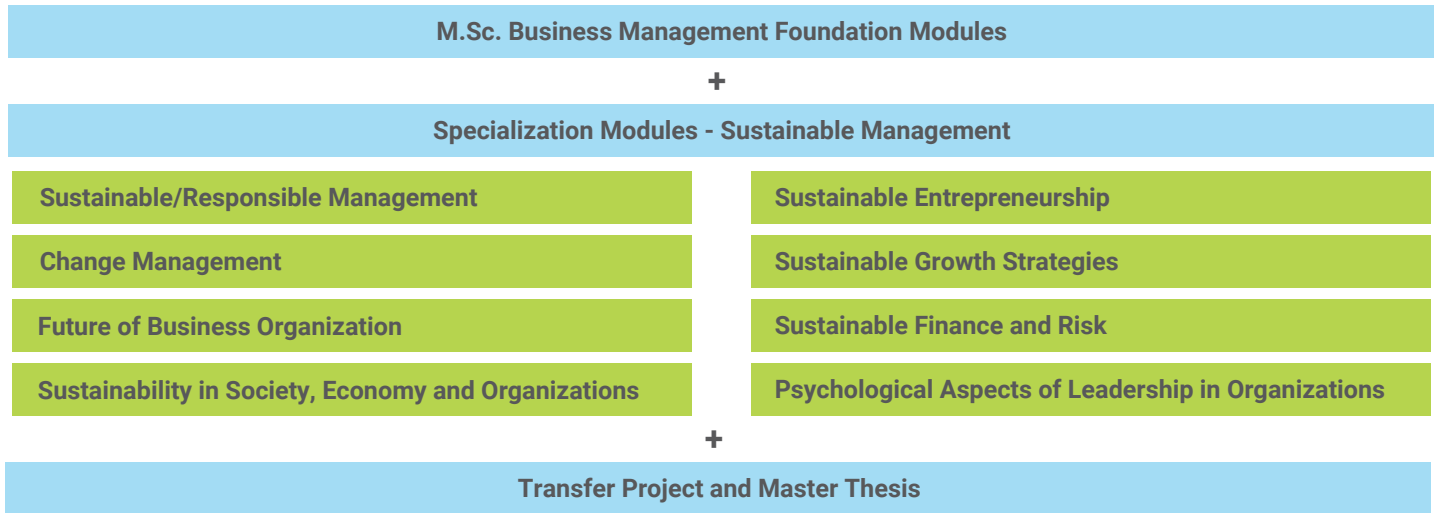 M.Sc. Business Management Foundation Modules
+
Specialization Modules - Sustainable Management
Sustainable/Responsible Management
Sustainable Entrepreneurship
Change Management
Sustainable Growth Strategies
Future of Business Organization
Sustainable Finance and Risk
Sustainability in Society, Economy and Organizations
Psychological Aspects of Leadership in Organizations
+
Transfer Project and Master Thesis